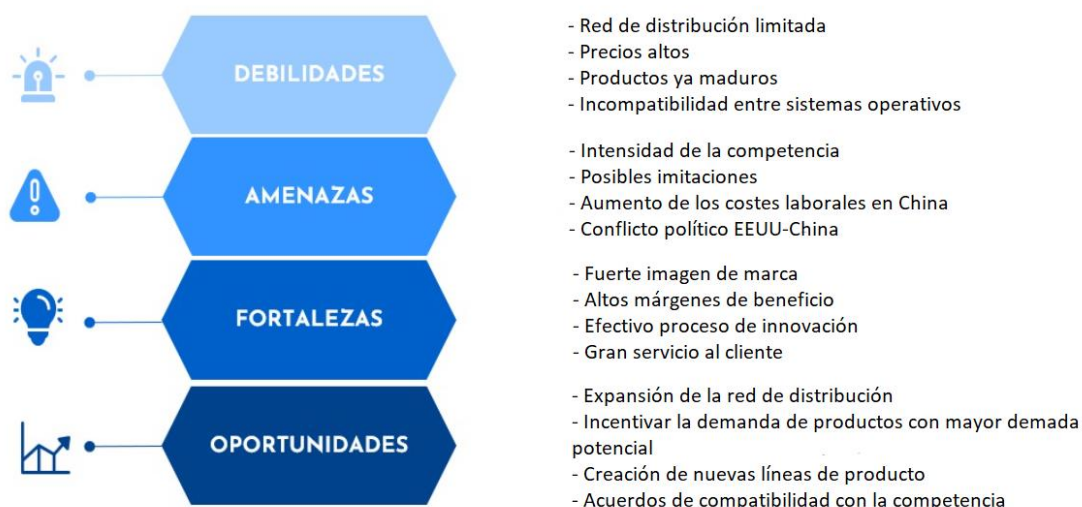 DEBILIDADES
- Red de distribución limitada
- Precios altos
- Productos ya maduros
- Incompatibilidad entre sistemas operativos
AMENAZAS
- Intensidad de la competencia
- Posibles imitaciones
- Aumento de los costes laborales en China
- Conflicto político EEUU-China
FORTALEZAS
- Fuerte imagen de marca
- Altos márgenes de beneficio
- Efectivo proceso de innovación
- Gran servicio al cliente
OPORTUNIDADES
- Expansión de la red de distribución
- Incentivar la demanda de productos con mayor demada
potencial
- Creación de nuevas líneas de producto
- Acuerdos de compatibilidad con la competencia